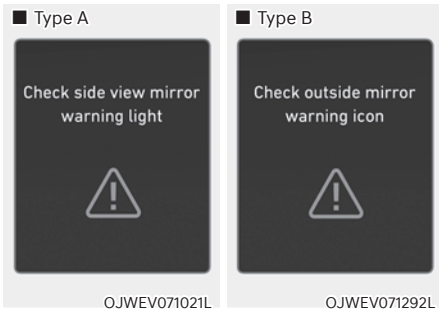 ■ Type A
Check side view mirror
warning light
OJWEV071021L
■ Type B
Check outside mirror
warning icon
OJWEV071292L